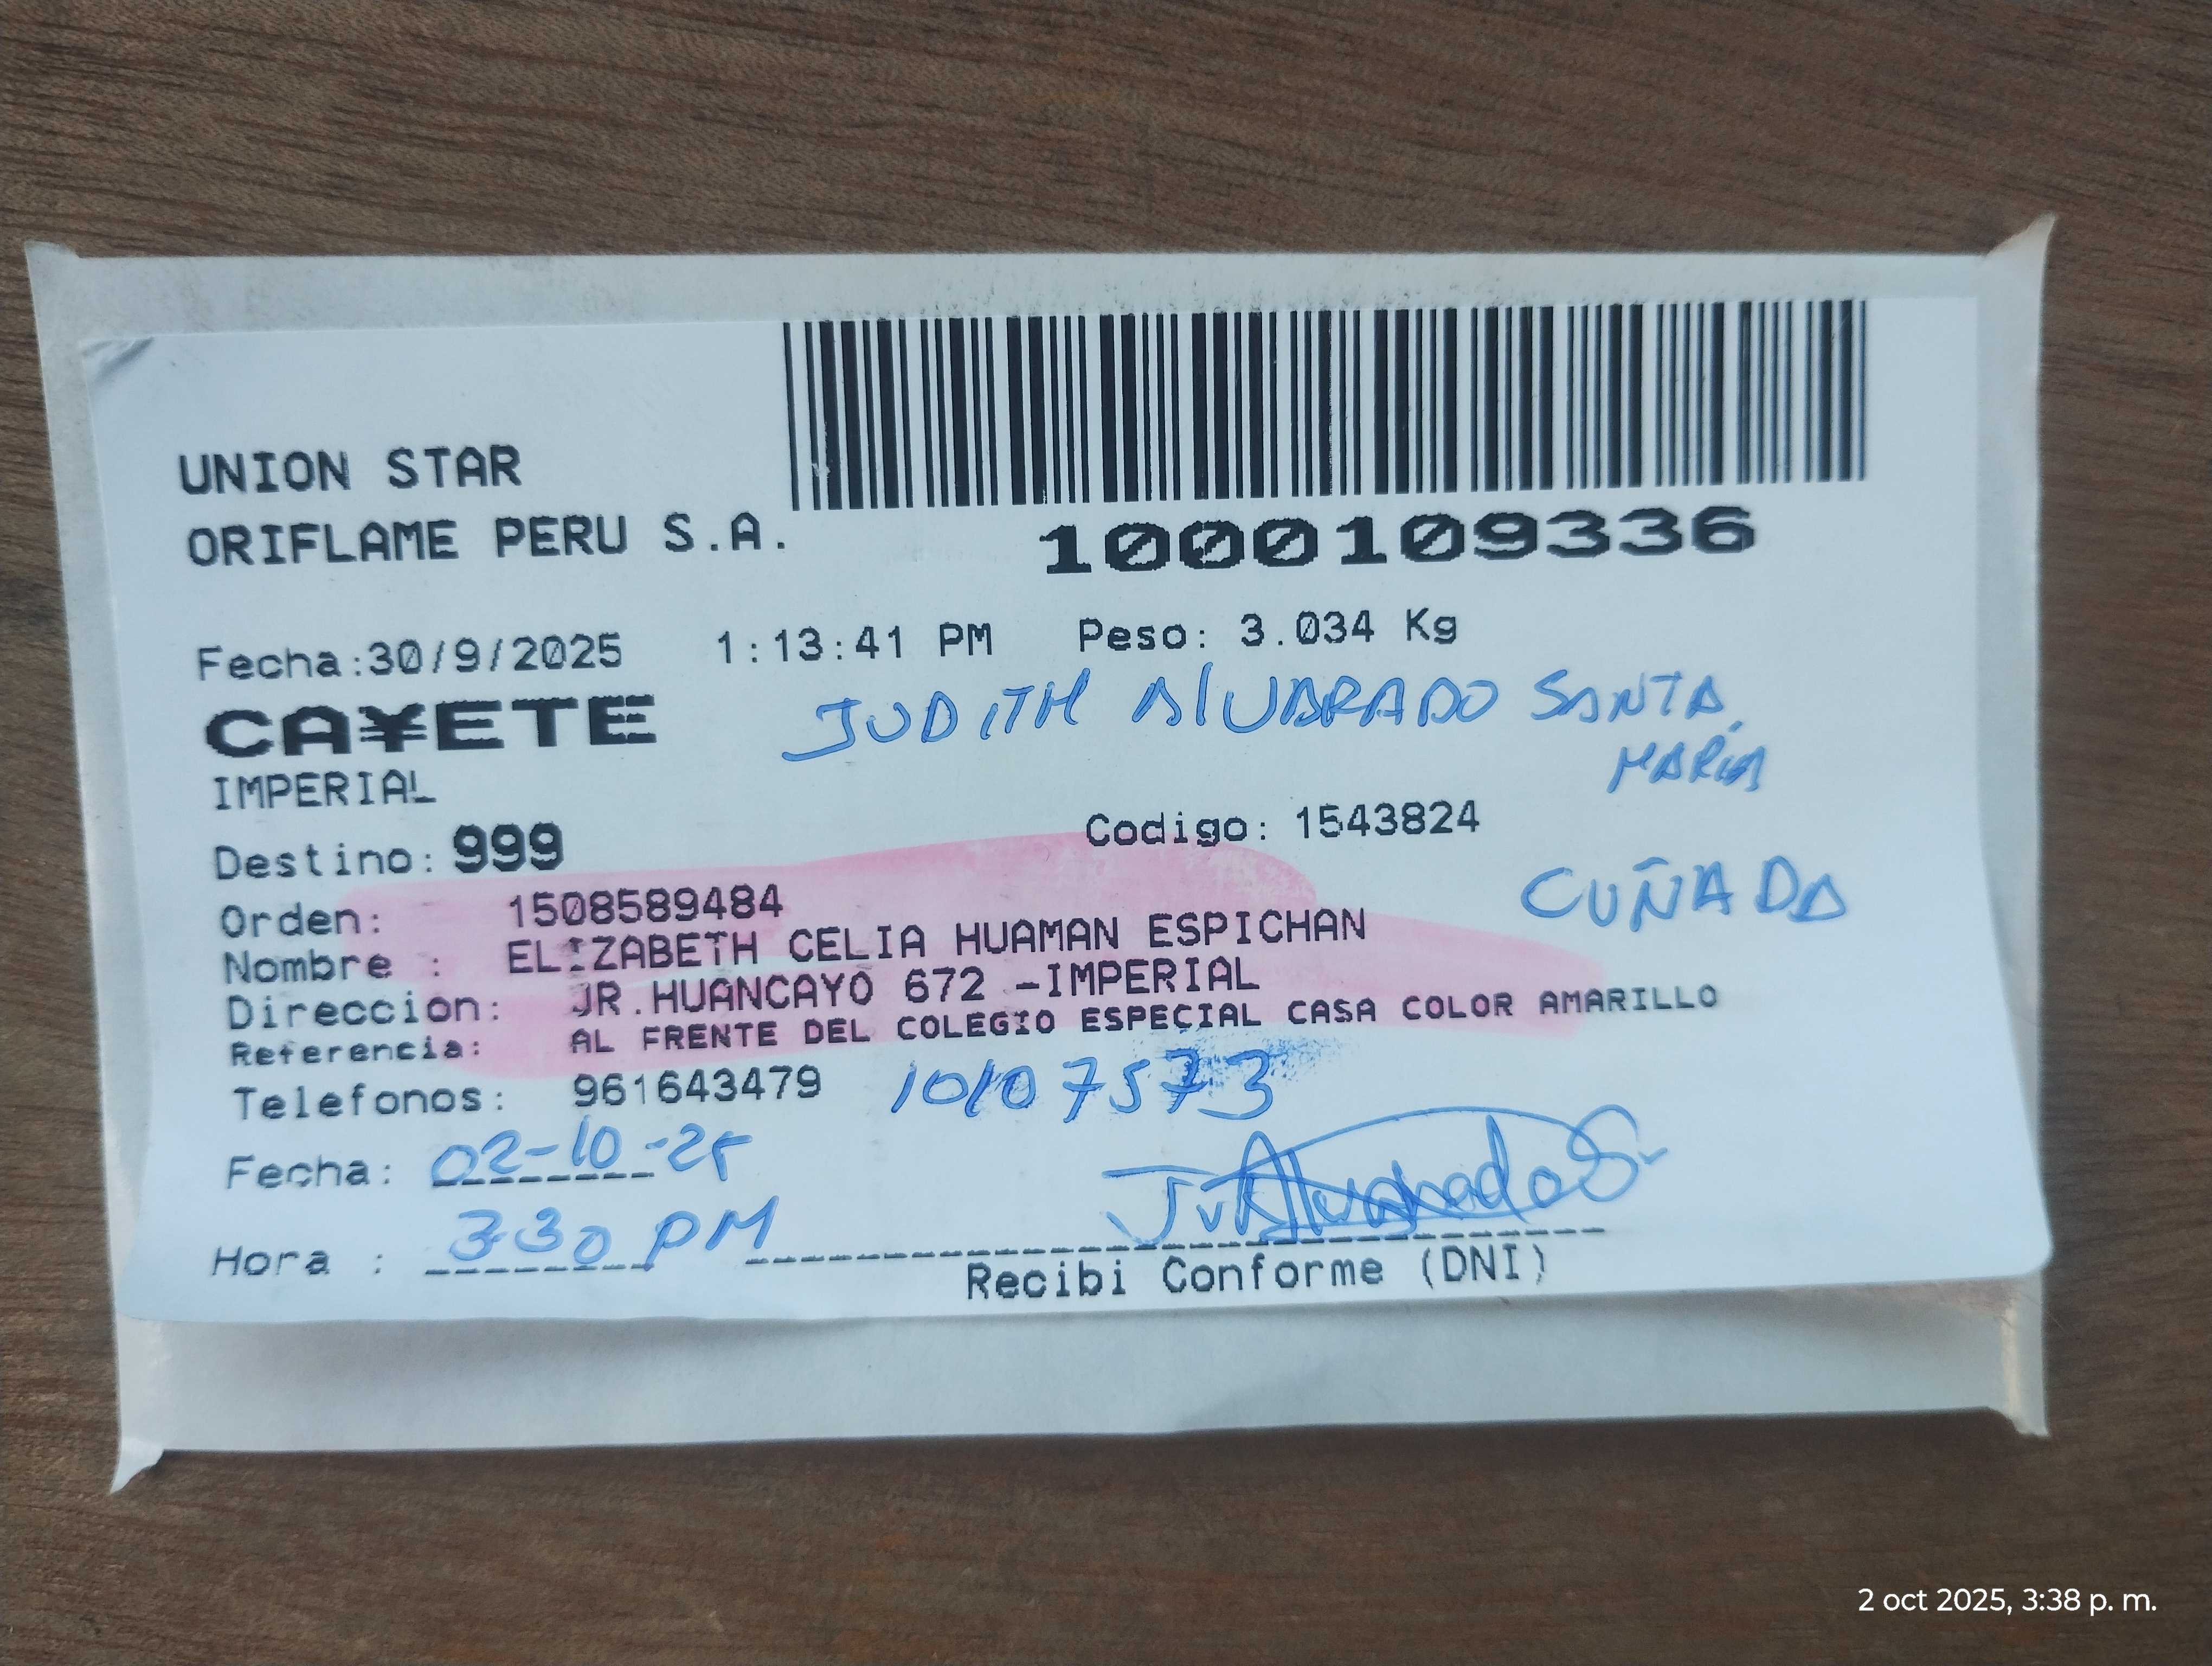 UNION STAR
ORIFLAME PERU S.A.
1000109336
Fecha:30/9/2025 1:13:41 PM Peso: 3.034 Kg
CA¥ETE
JUDITH AlVARADO SANTA
MARÍA
IMPERIAL
Destino: 999
Codigo: 1543824
CUÑADA
Orden: 1508589484
Nombre : ELIZABETH CELIA HUAMAN ESPICHAN
Direccion: JR.HUANCAYO 672 -IMPERIAL
Referencia: AL FRENTE DEL COLEGIO ESPECIAL CASA COLOR AMARILLO
Telefonos: 961643479 10107573
Fecha: 02-10-25
Hora : 330 PM
Recibi Conforme (DNI)
2 oct 2025, 3:38 p. m.